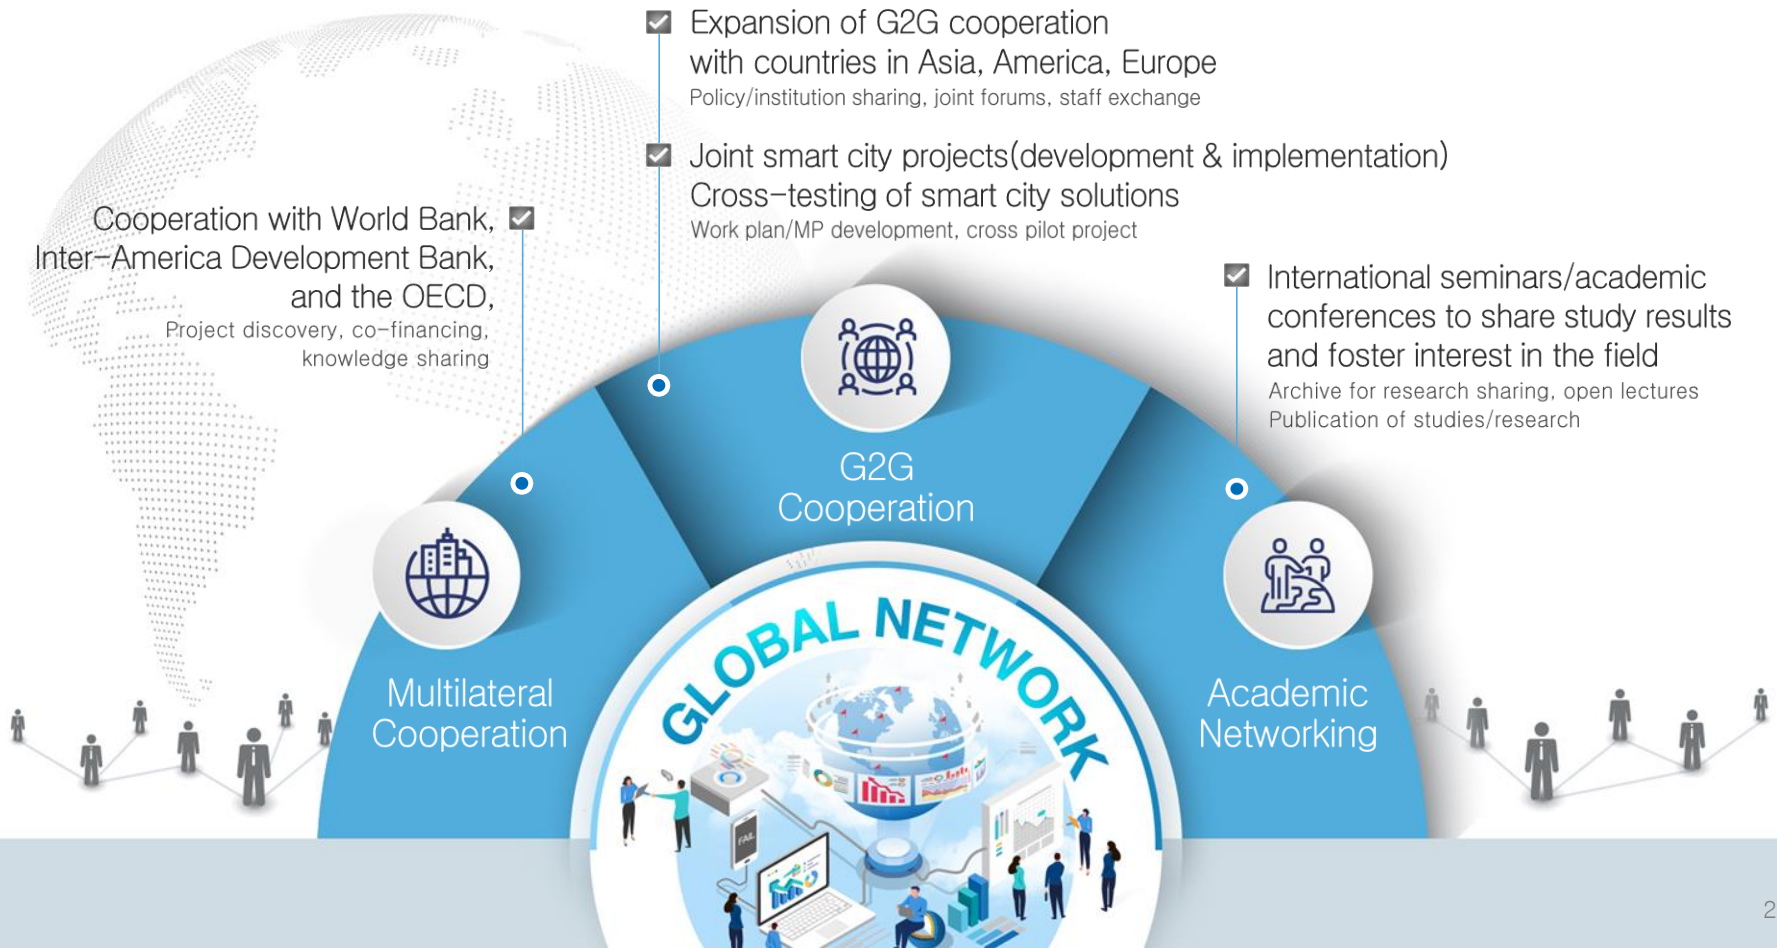 Expansion of G2G cooperation
with countries in Asia, America, Europe
Policy/institution sharing, joint forums, staff exchange
Joint smart city projects(development & implementation)
Cross-testing of smart city solutions
Work plan/MP development, cross pilot project
Cooperation with World Bank,
Inter-America Development Bank,
and the OECD,
Project discovery, co-financing,
knowledge sharing
International seminars/academic
conferences to share study results
and foster interest in the field
Archive for research sharing, open lectures
Publication of studies/research
G2G
Cooperation
Multilateral
Cooperation
Academic
Networking
GLOBAL NETWORK
FAIL
2